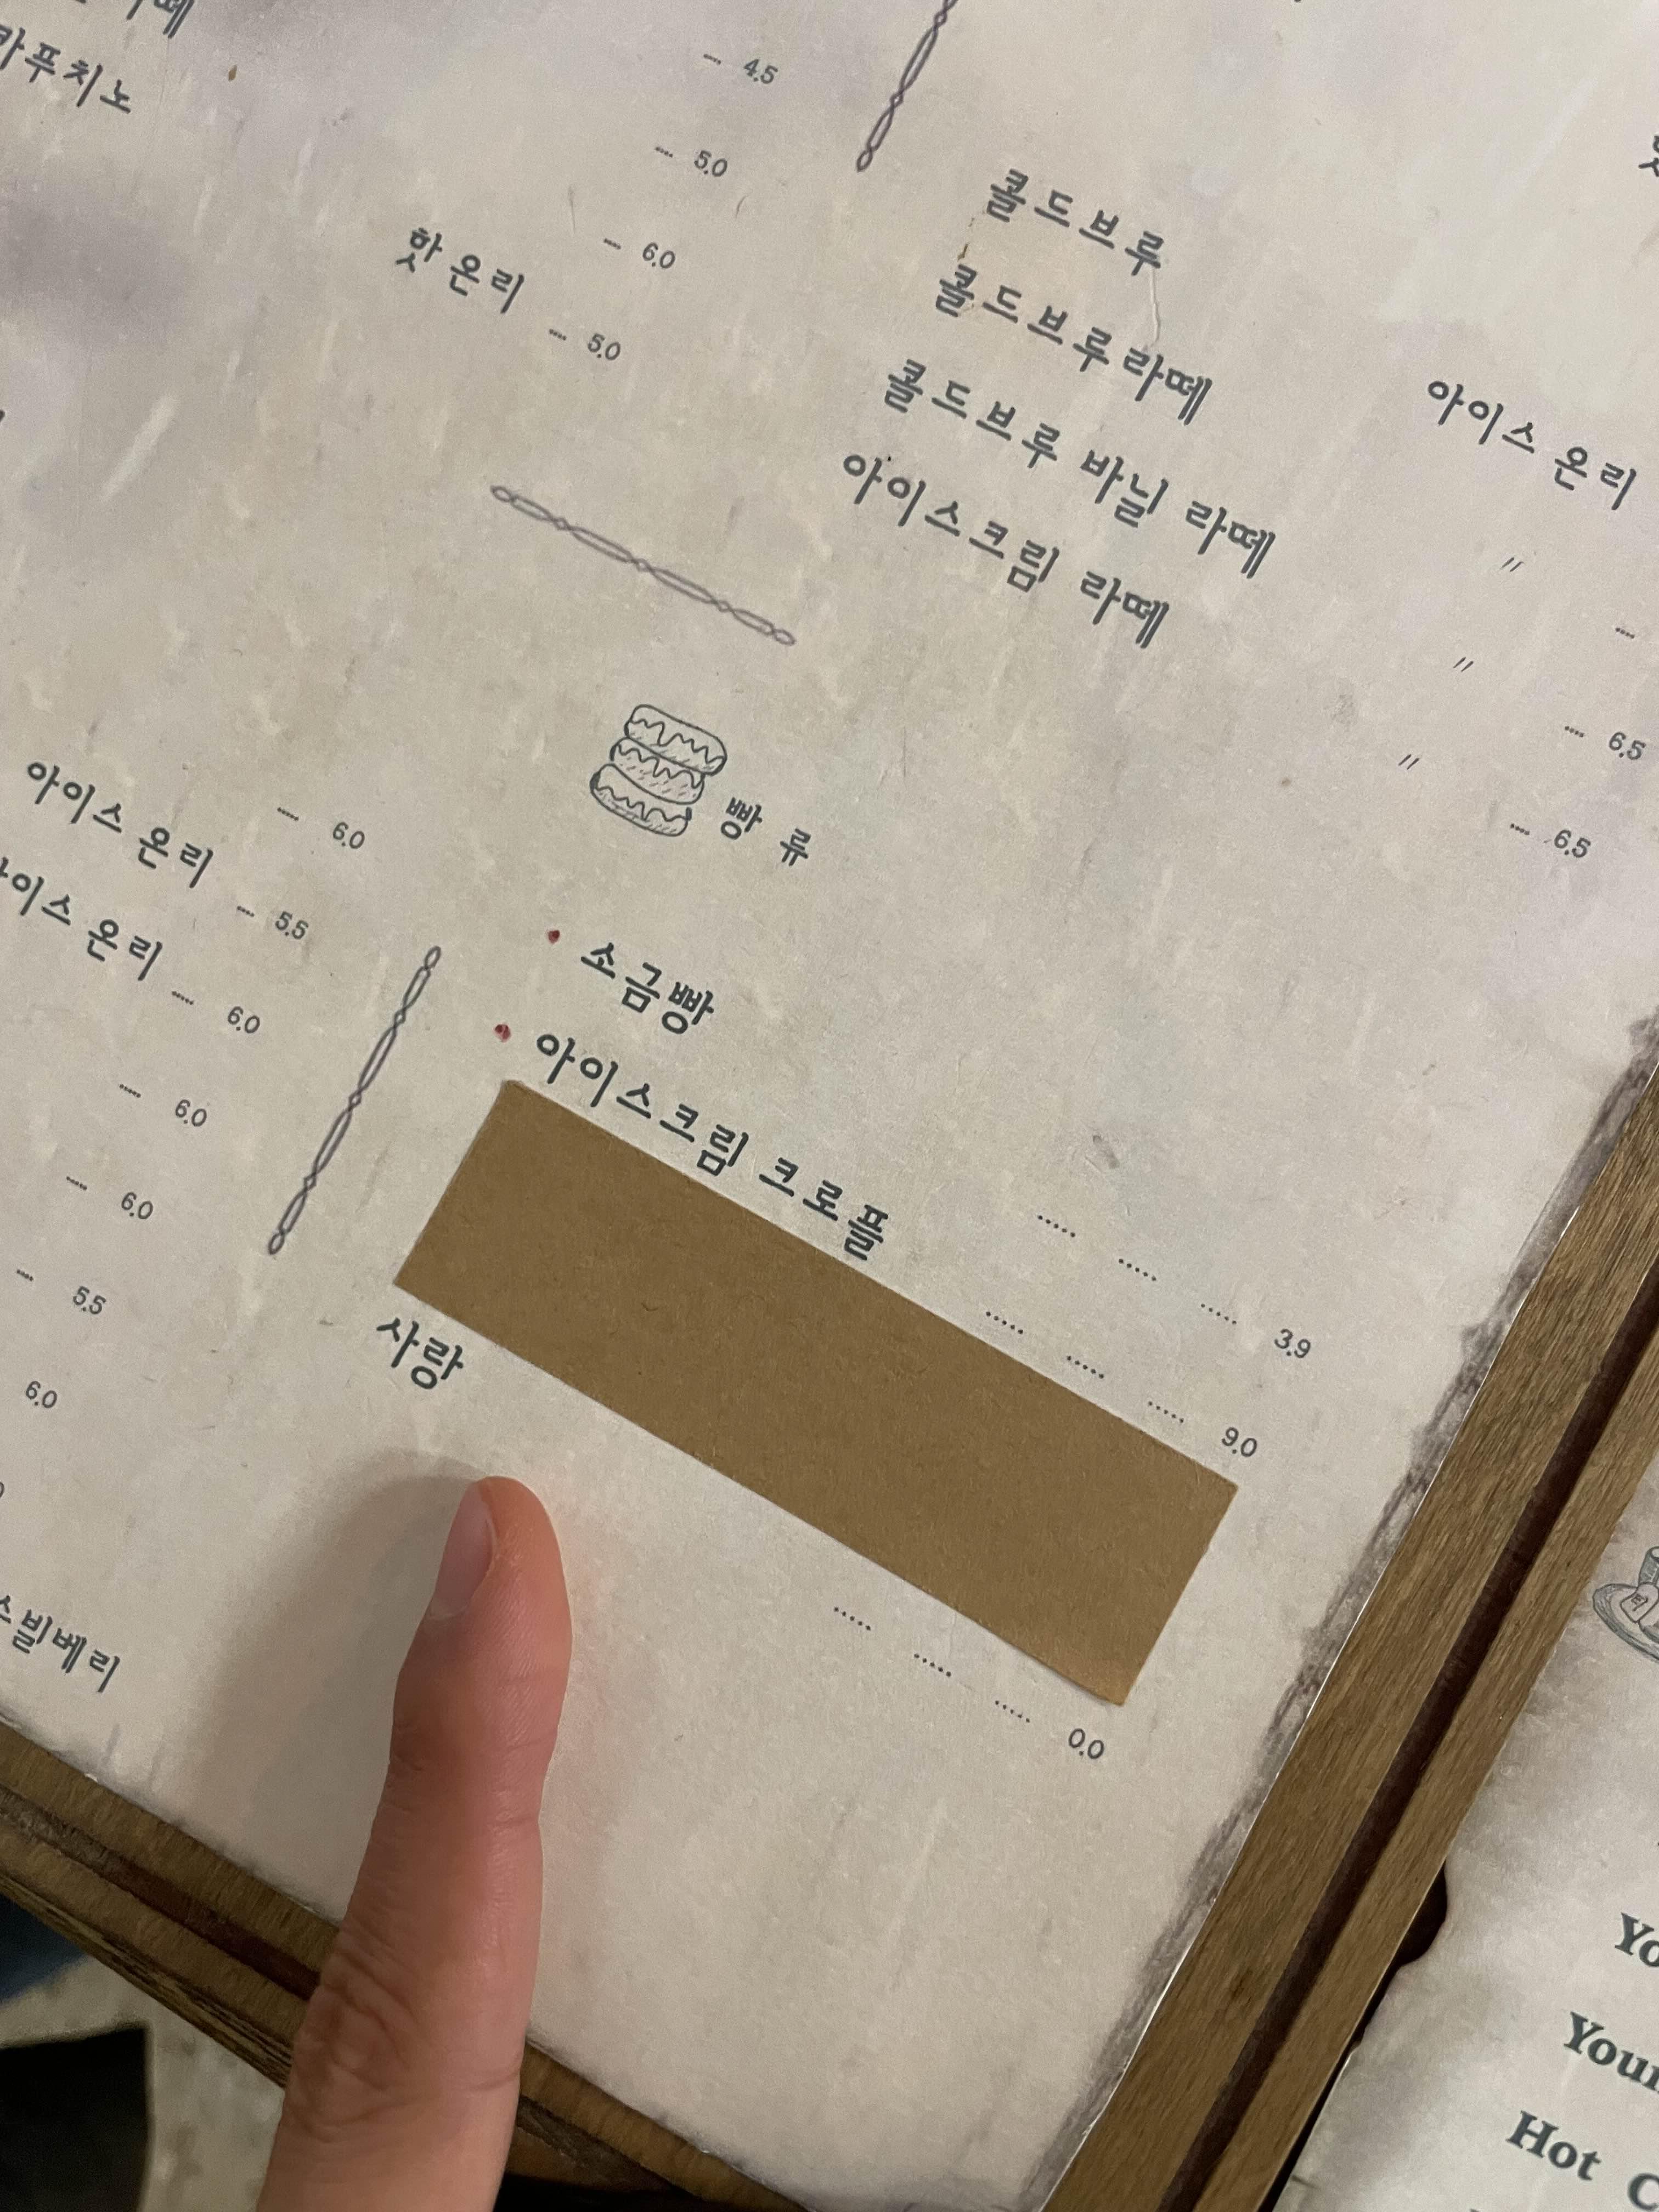 카푸치노
---- 4.5
---- 5.0
---- 6.0
핫 온리 ---- 5.0
콜드브루
콜드브루라떼
콜드브루 바닐 라떼
아이스크림 라떼
아이스 온리
〃
〃 ---- 6.5
〃 ---- 6.5
---- 6.0
아이스 온리 ---- 5.5
아이스 온리 ---- 6.0
---- 6.0
---- 6.0
---- 5.5
6.0
스빌베리
빵 류
• 소금빵 ..... ..... ..... 3.9
• 아이스크림 크로플 ..... ..... ..... 9.0
사랑 ..... ..... ..... 0.0
Hot